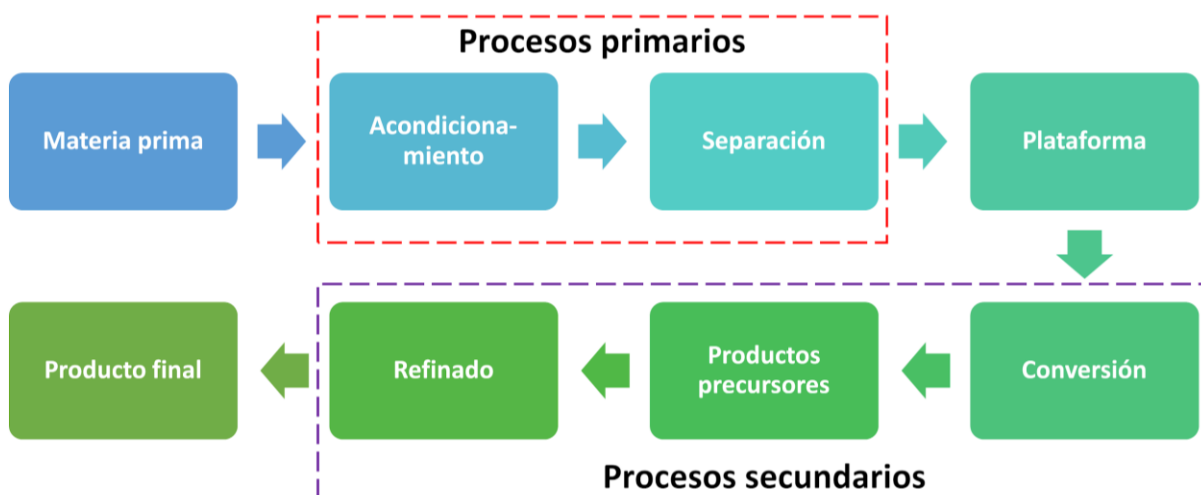 Procesos primarios
Materia prima
Acondiciona-
miento
Separación
Plataforma
Producto final
Refinado
Productos
precursores
Conversión
Procesos secundarios